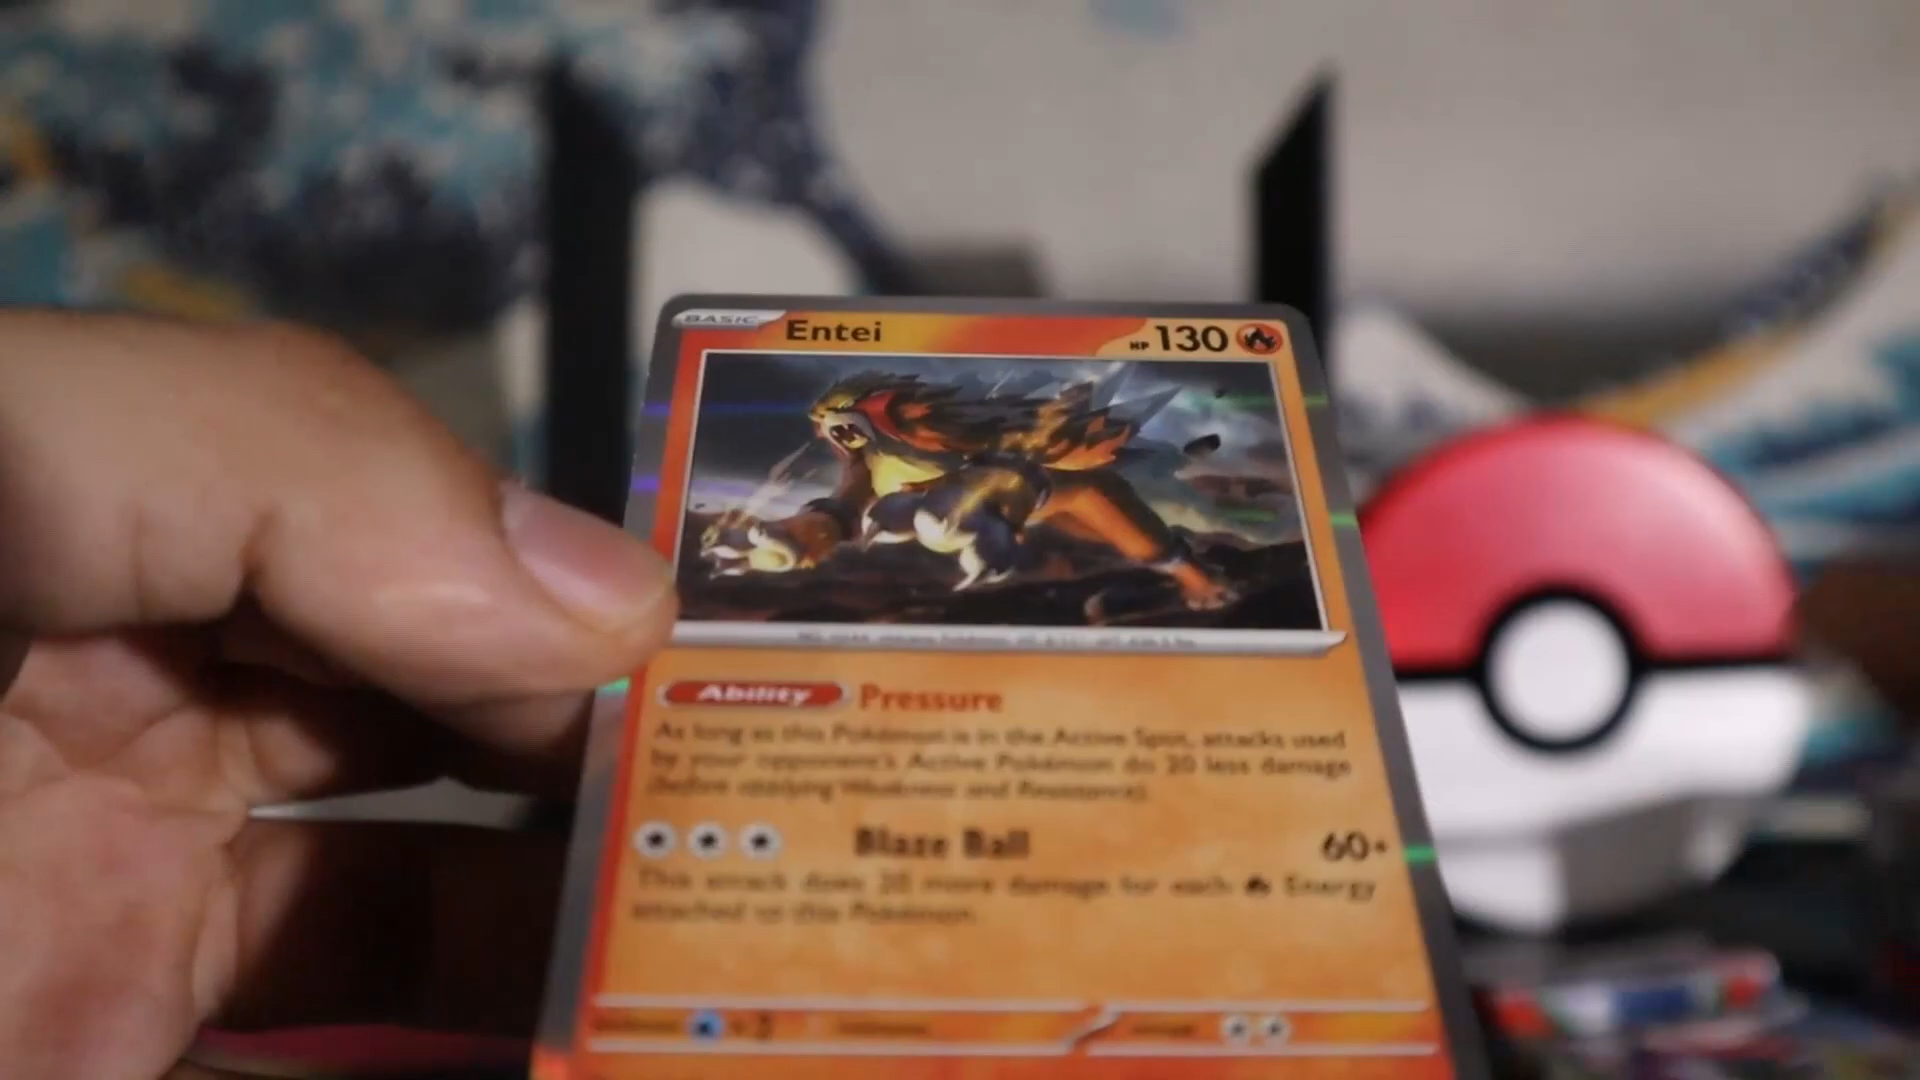 BASIC Entei HP 130
Ability Pressure
As long as this Pokémon is in the Active Spot, attacks used
by your opponent's Active Pokémon do 20 less damage
(before applying Weakness and Resistance).
Blaze Ball 60+
This attack does 20 more damage for each Energy
attached to this Pokémon.
×2